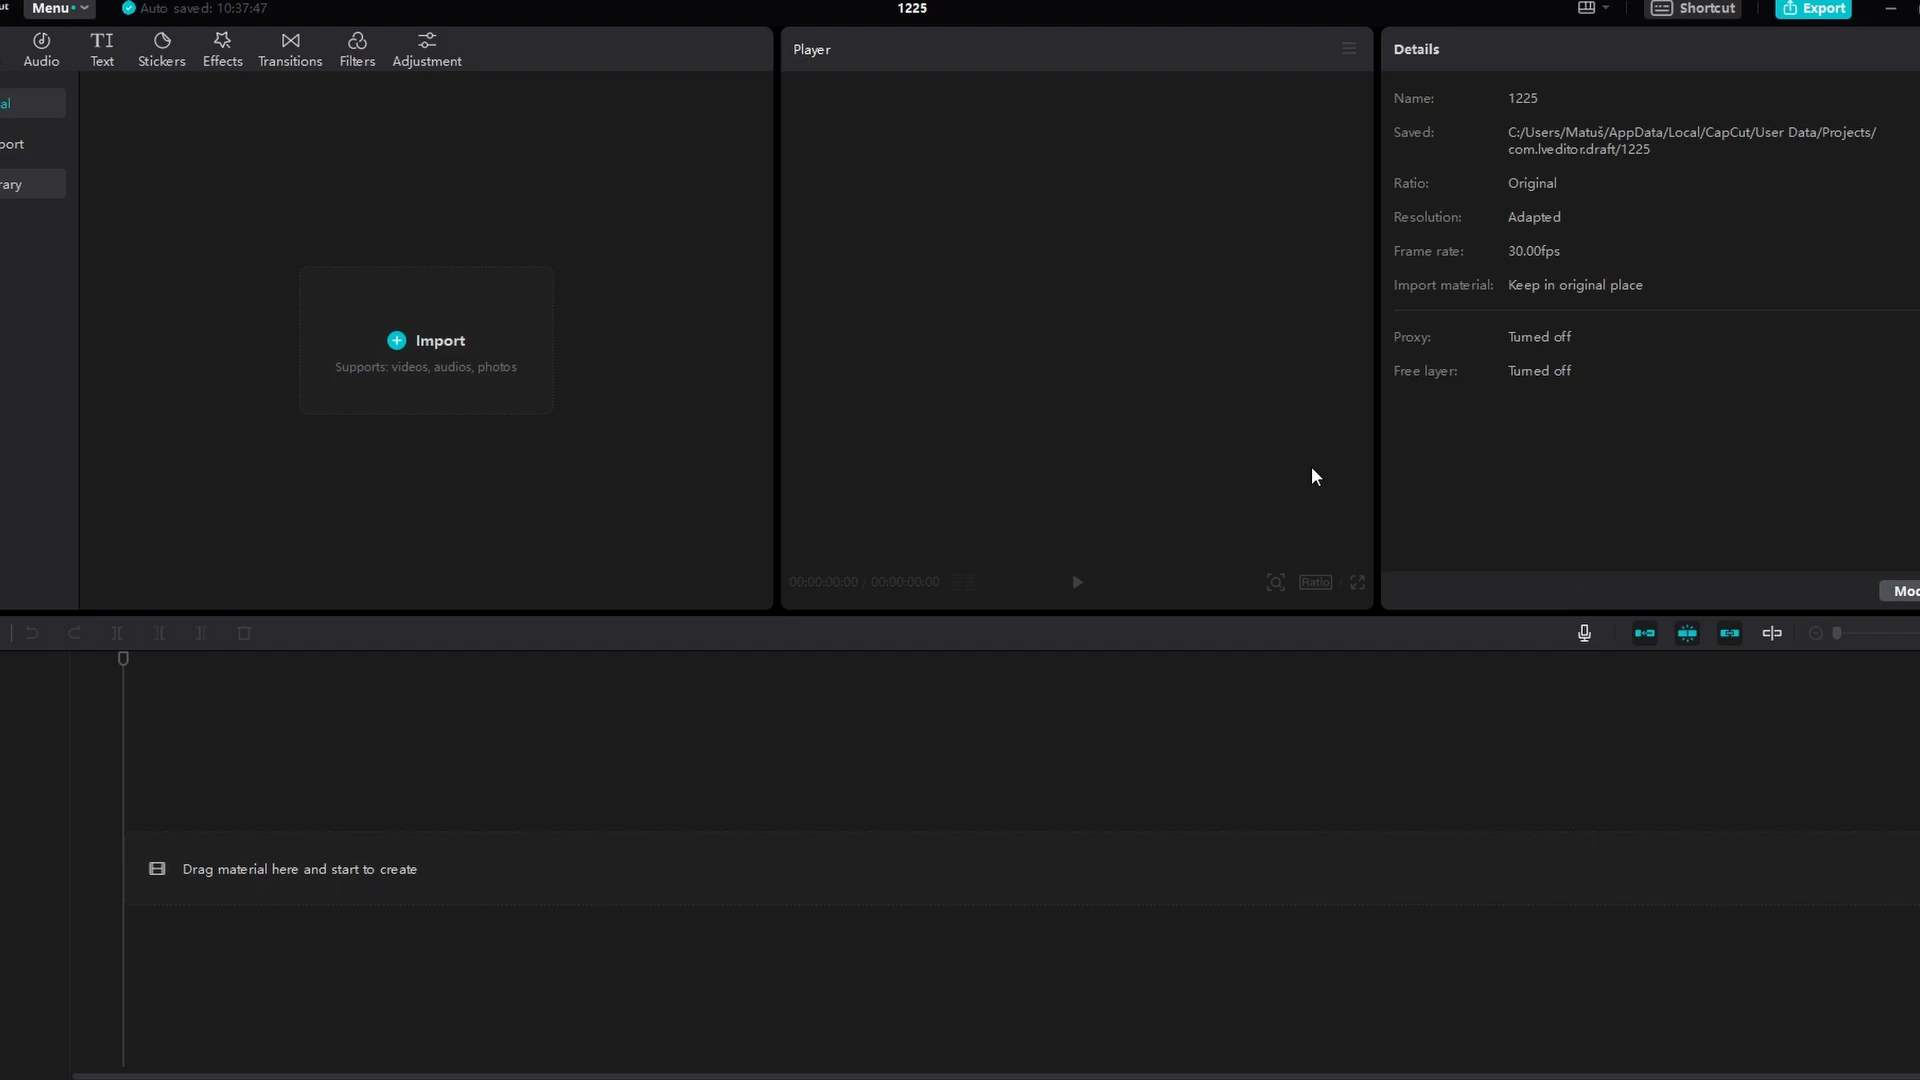 ut
Menu
Auto saved: 10:37:47
1225
Shortcut
Export
Audio
Text
Stickers
Effects
Transitions
Filters
Adjustment
al
port
rary
Import
Supports: videos, audios, photos
Player
00:00:00:00 / 00:00:00:00
Ratio
Details
Name: 1225
Saved: C:/Users/Matuš/AppData/Local/CapCut/User Data/Projects/
com.lveditor.draft/1225
Ratio: Original
Resolution: Adapted
Frame rate: 30.00fps
Import material: Keep in original place
Proxy: Turned off
Free layer: Turned off
Moc
Drag material here and start to create